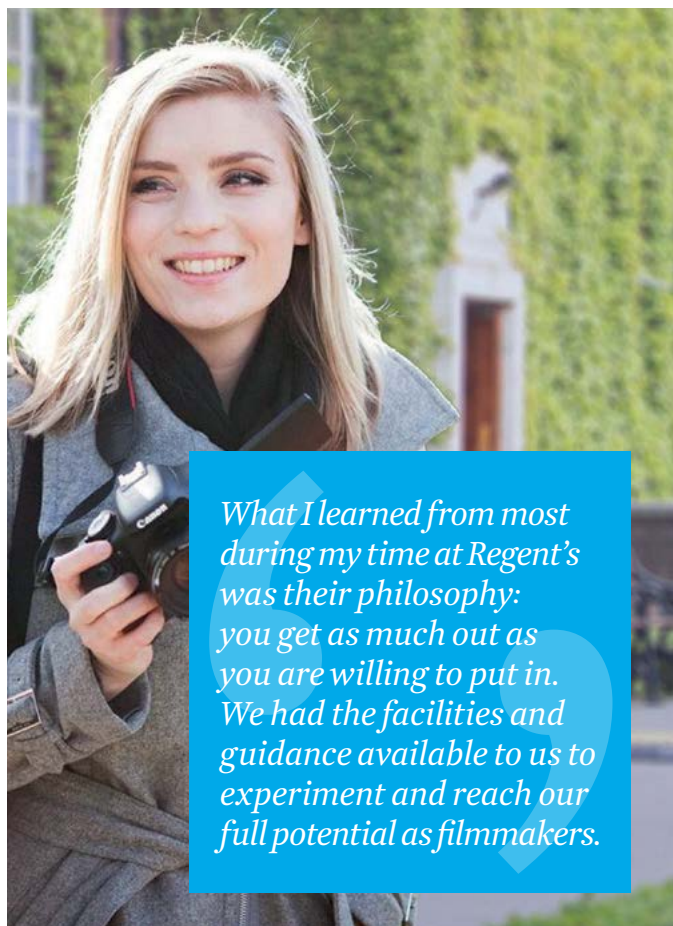 Canon
What I learned from most
during my time at Regent’s
was their philosophy:
you get as much out as
you are willing to put in.
We had the facilities and
guidance available to us to
experiment and reach our
full potential as filmmakers.